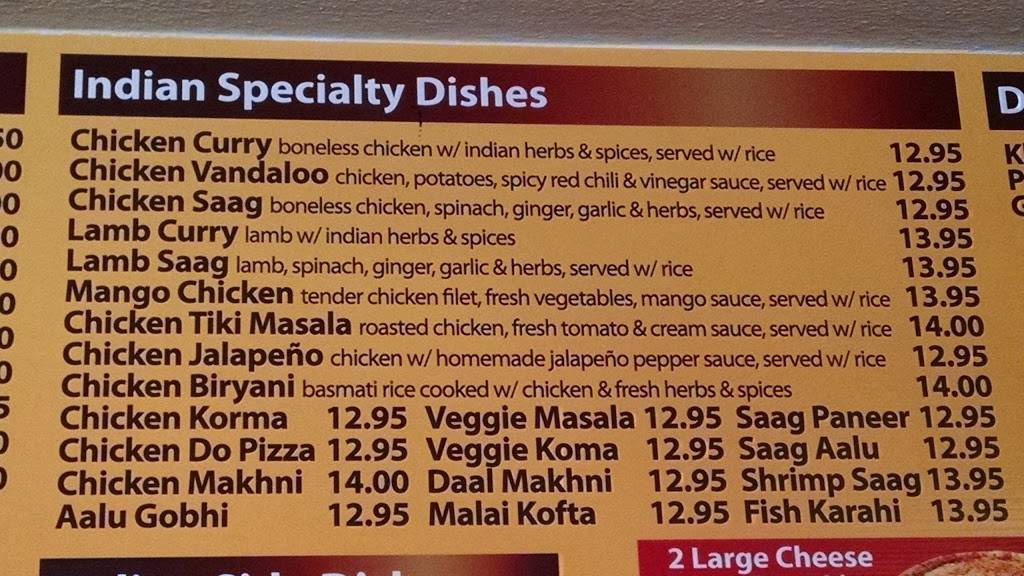 Indian Specialty Dishes
Chicken Curry boneless chicken w/ indian herbs & spices, served w/ rice 12.95
Chicken Vandaloo chicken, potatoes, spicy red chili & vinegar sauce, served w/ rice 12.95
Chicken Saag boneless chicken, spinach, ginger, garlic & herbs, served w/ rice 12.95
Lamb Curry lamb w/ indian herbs & spices 13.95
Lamb Saag lamb, spinach, ginger, garlic & herbs, served w/ rice 13.95
Mango Chicken tender chicken filet, fresh vegetables, mango sauce, served w/ rice 13.95
Chicken Tiki Masala roasted chicken, fresh tomato & cream sauce, served w/ rice 14.00
Chicken Jalapeño chicken w/ homemade jalapeño pepper sauce, served w/ rice 12.95
Chicken Biryani basmati rice cooked w/ chicken & fresh herbs & spices 14.00
Chicken Korma 12.95 Veggie Masala 12.95 Saag Paneer 12.95
Chicken Do Pizza 12.95 Veggie Koma 12.95 Saag Aalu 12.95
Chicken Makhni 14.00 Daal Makhni 12.95 Shrimp Saag 13.95
Aalu Gobhi 12.95 Malai Kofta 12.95 Fish Karahi 13.95
2 Large Cheese